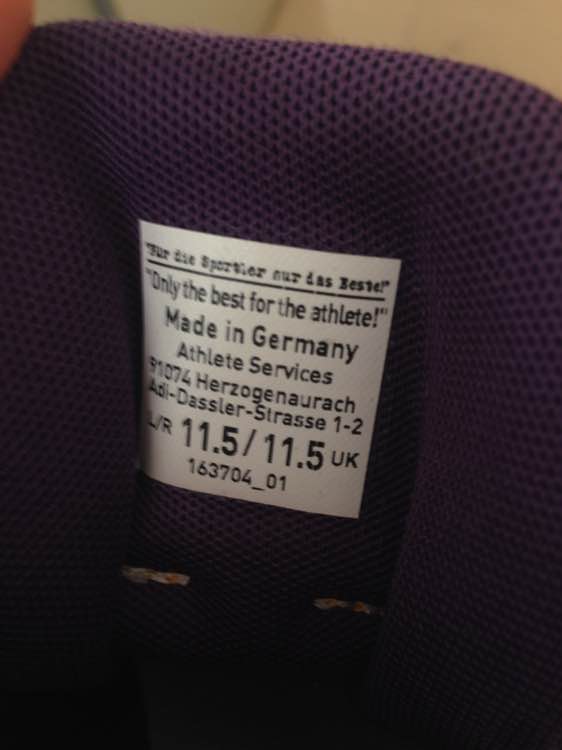 "Für die Sportler nur das Beste!"
"Only the best for the athlete!"
Made in Germany
Athlete Services
91074 Herzogenaurach
Adi-Dassler-Strasse 1-2
L/R 11.5/11.5 UK
163704_01